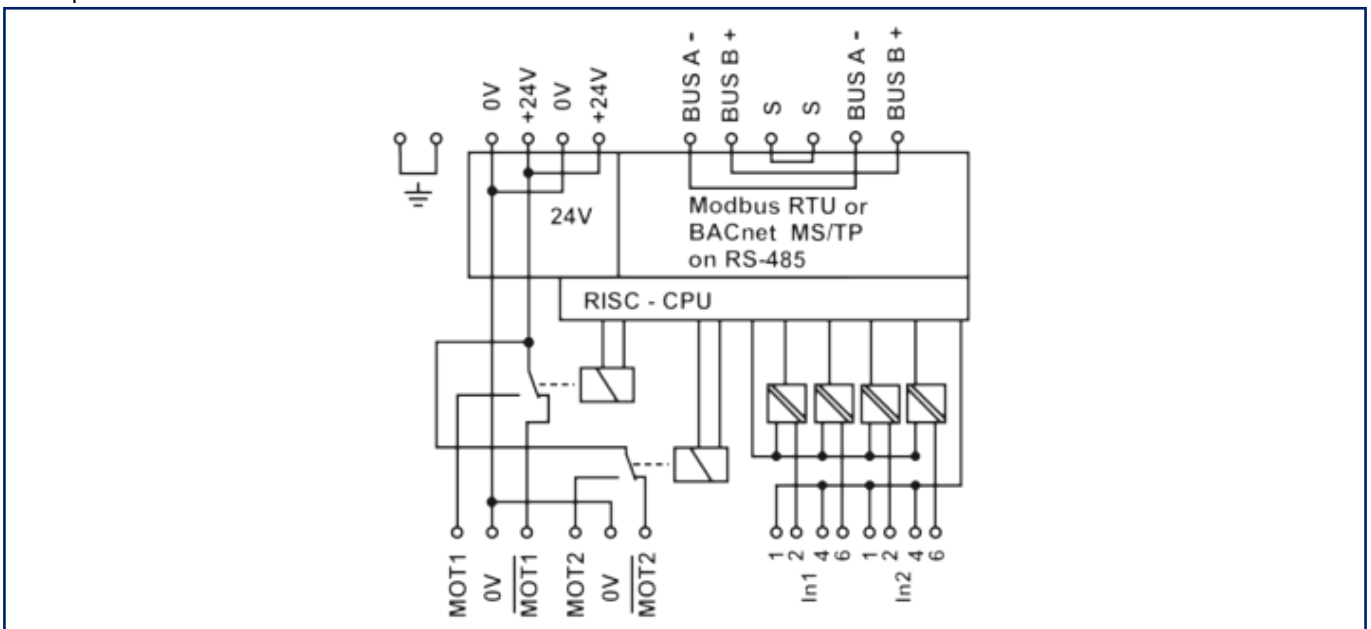 0V
+24V
0V
+24V
BUS A -
BUS B +
S
S
BUS A -
BUS B +
24V
Modbus RTU or
BACnet MS/TP
on RS-485
RISC - CPU
MOT1
0V
MOT1
MOT2
0V
MOT2
1
2
4
6
1
2
4
6
In1
In2